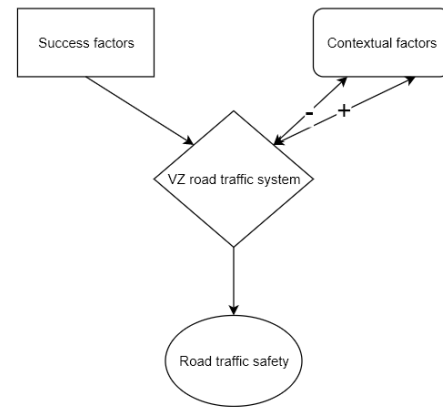 Success factors
Contextual factors
-
+
VZ road traffic system
Road traffic safety